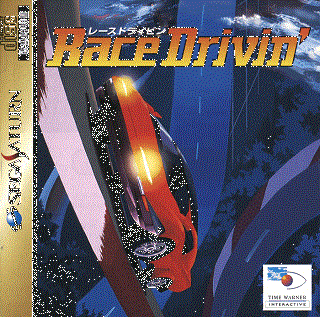 レースドライビン
Race Drivin'
SEGA SATURN
TIME WARNER
INTERACTIVE